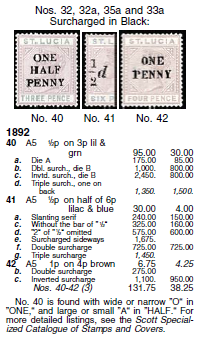 Nos. 32, 32a, 35a and 33a
Surcharged in Black:
ST LUCIA
ONE
HALF
PENNY
THREE PENCE
1/2 d
SIX P
ST LUCIA
ONE
PENNY
FOUR PENCE
No. 40 No. 41 No. 42
1892
40 A5 ½p on 3p lil &
grn 95.00 30.00
a. Die A 175.00 85.00
b. Dbl. surch., die B 1,000. 800.00
c. Invtd. surch., die B 2,450. 800.00
d. Triple surch., one on
back 1,350. 1,500.
41 A5 ½p on half of 6p
lilac & blue 30.00 4.00
a. Slanting serif 240.00 150.00
c. Without the bar of "½" 325.00 160.00
d. "2" of "½" omitted 575.00 600.00
e. Surcharged sideways 1,675.
f. Double surcharge 725.00 725.00
g. Triple surcharge 1,450.
42 A5 1p on 4p brown 6.75 4.25
b. Double surcharge 275.00
c. Inverted surcharge 1,100. 950.00
Nos. 40-42 (3) 131.75 38.25
No. 40 is found with wide or narrow "O" in
"ONE," and large or small "A" in "HALF." For
more detailed listings, see the Scott Special-
ized Catalogue of Stamps and Covers.